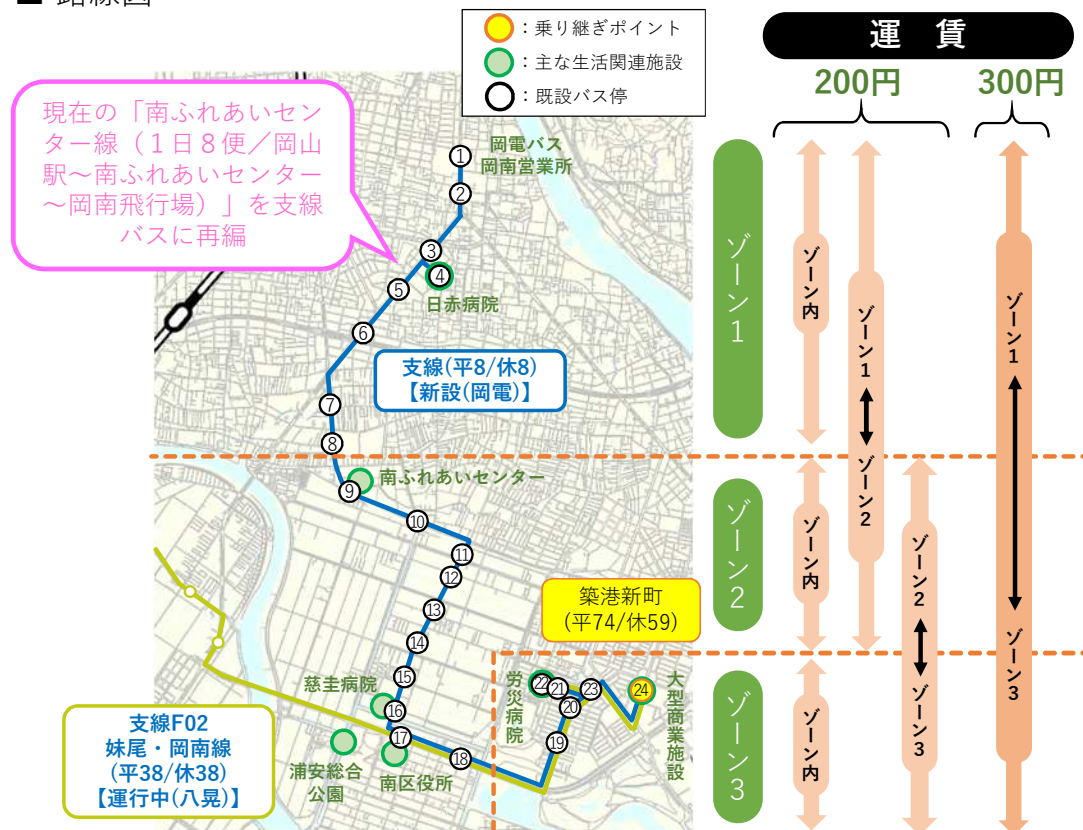 ■ 路線図
：乗り継ぎポイント
：主な生活関連施設
：既設バス停
現在の「南ふれあいセン
ター線（１日８便／岡山
駅～南ふれあいセンター
～岡南飛行場）」を支線
バスに再編
①
岡電バス
岡南営業所
②
③
④
日赤病院
⑤
⑥
支線(平8/休8)
【新設(岡電)】
⑦
⑧
南ふれあいセンター
⑨
⑩
⑪
⑫
⑬
⑭
⑮
慈圭病院
⑯
⑰
南区役所
浦安総合
公園
⑱
⑲
⑳
㉑
㉒
㉓
㉔
労災病院
大型商業施設
築港新町
(平74/休59)
支線F02
妹尾・岡南線
(平38/休38)
【運行中(八晃)】
運　賃
200円
300円
ゾーン１
ゾーン内
ゾーン１
ゾーン２
ゾーン１
ゾーン３
ゾーン２
ゾーン内
ゾーン２
ゾーン３
ゾーン３
ゾーン内